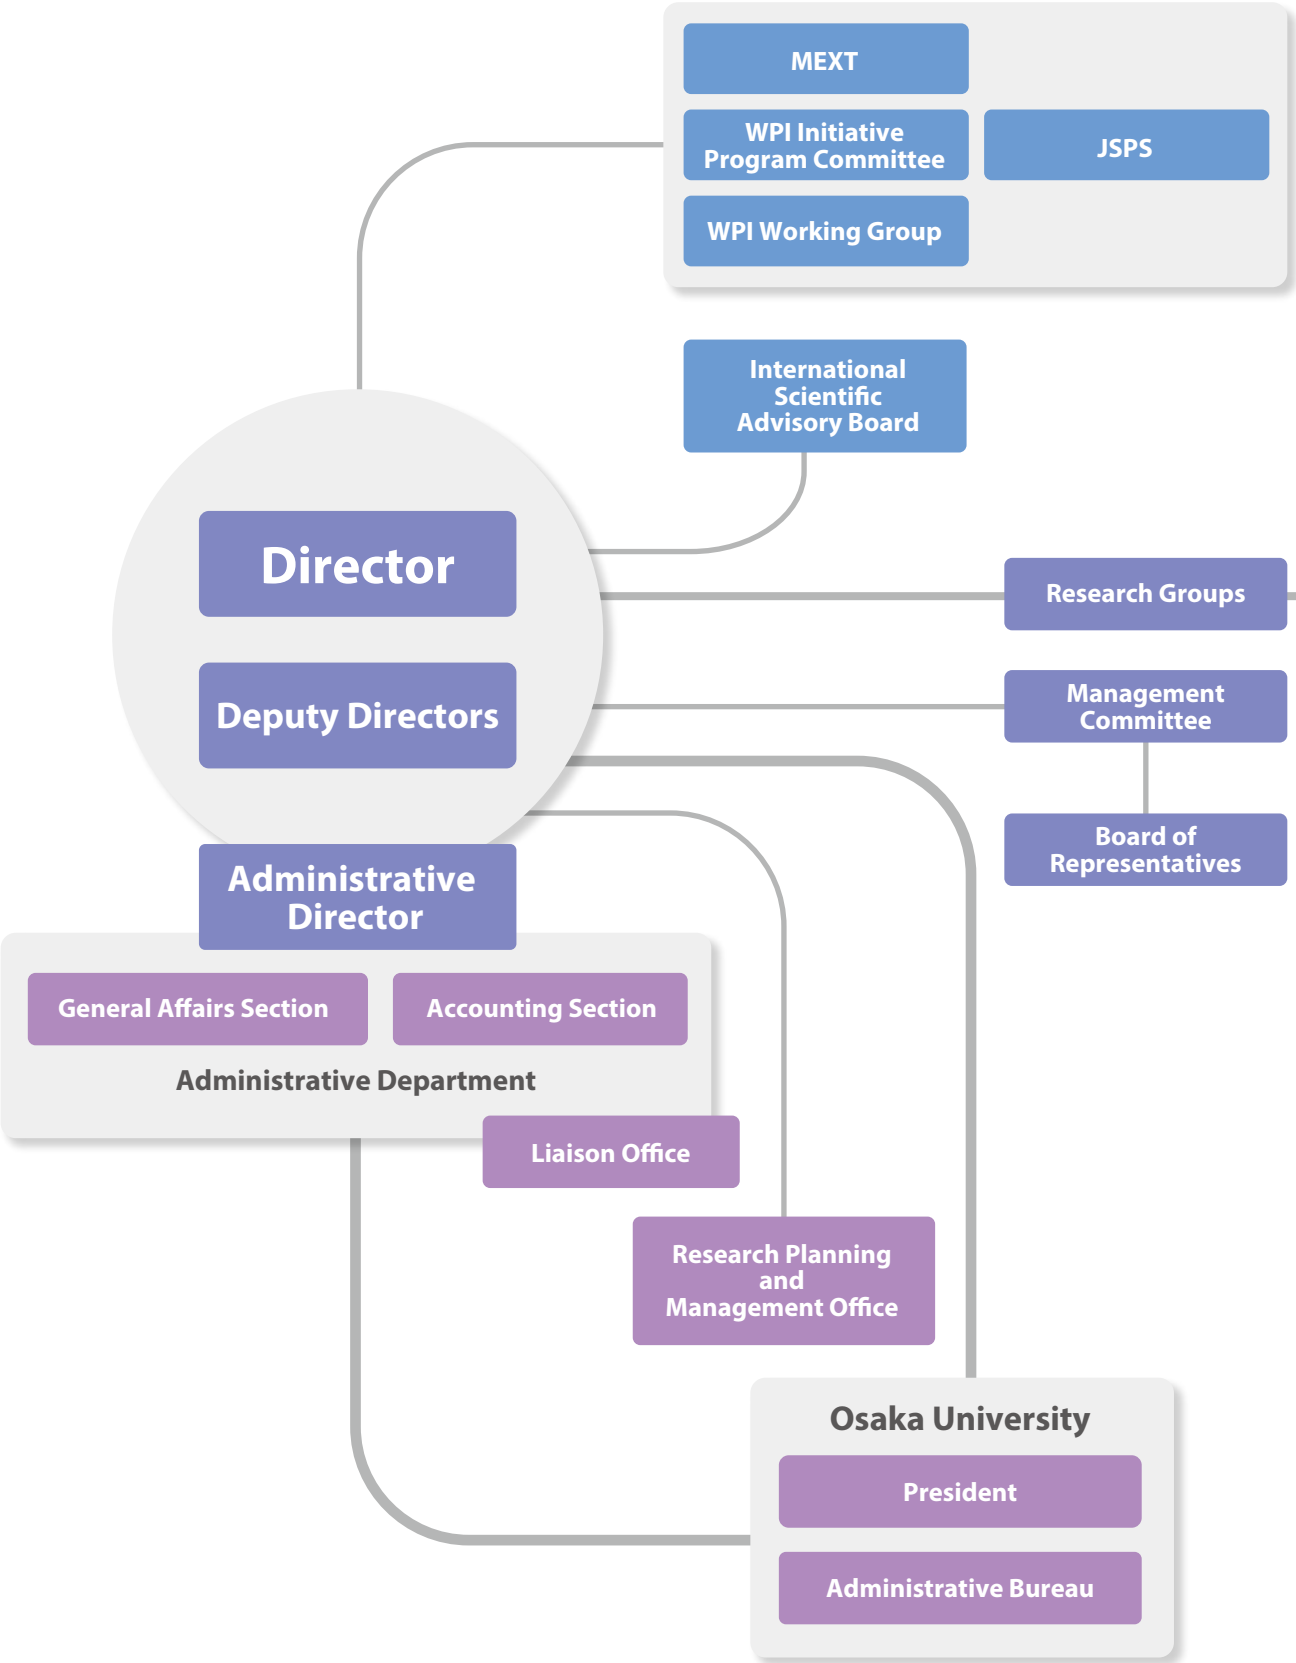 MEXT
WPI Initiative
Program Committee
JSPS
WPI Working Group
International
Scientific
Advisory Board
Director
Research Groups
Deputy Directors
Management
Committee
Board of
Representatives
Administrative
Director
General Affairs Section
Accounting Section
Administrative Department
Liaison Office
Research Planning
and
Management Office
Osaka University
President
Administrative Bureau